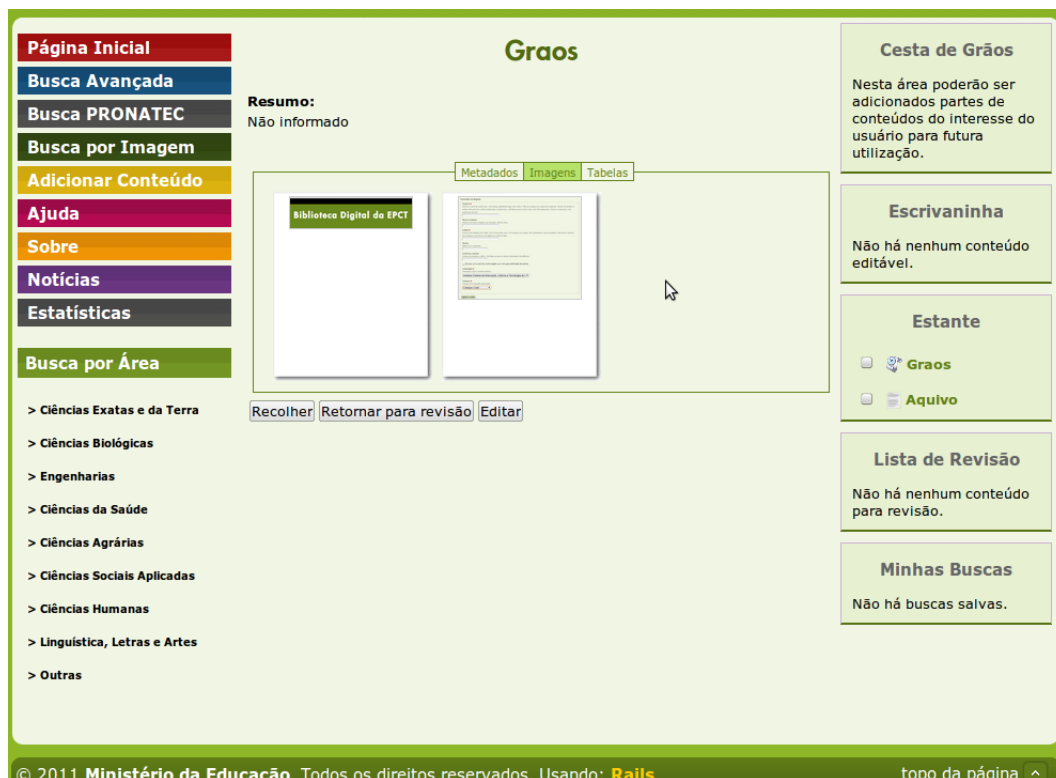 Página Inicial
Busca Avançada
Busca PRONATEC
Busca por Imagem
Adicionar Conteúdo
Ajuda
Sobre
Notícias
Estatísticas
Busca por Área
> Ciências Exatas e da Terra
> Ciências Biológicas
> Engenharias
> Ciências da Saúde
> Ciências Agrárias
> Ciências Sociais Aplicadas
> Ciências Humanas
> Linguística, Letras e Artes
> Outras
Graos
Resumo:
Não informado
Metadados Imagens Tabelas
Biblioteca Digital da EPCT
Recolher Retornar para revisão Editar
Cesta de Grãos
Nesta área poderão ser
adicionados partes de
conteúdos do interesse do
usuário para futura
utilização.
Escrivaninha
Não há nenhum conteúdo
editável.
Estante
Graos
Aquivo
Lista de Revisão
Não há nenhum conteúdo
para revisão.
Minhas Buscas
Não há buscas salvas.
© 2011 Ministério da Educação. Todos os direitos reservados. Usando: Rails
topo da página